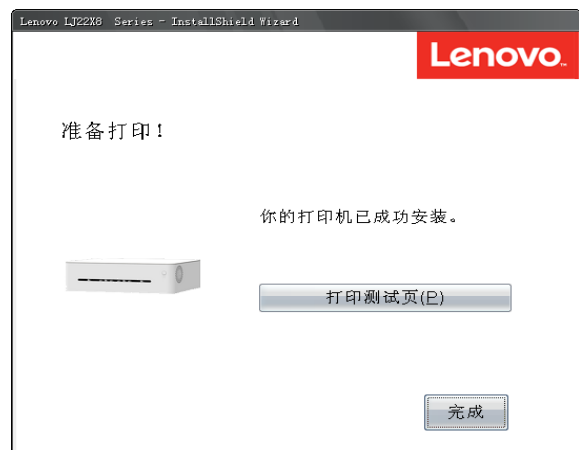 Lenovo LJ22X8 Series - InstallShield Wizard
Lenovo™
准备打印！
你的打印机已成功安装。
打印测试页(P)
完成